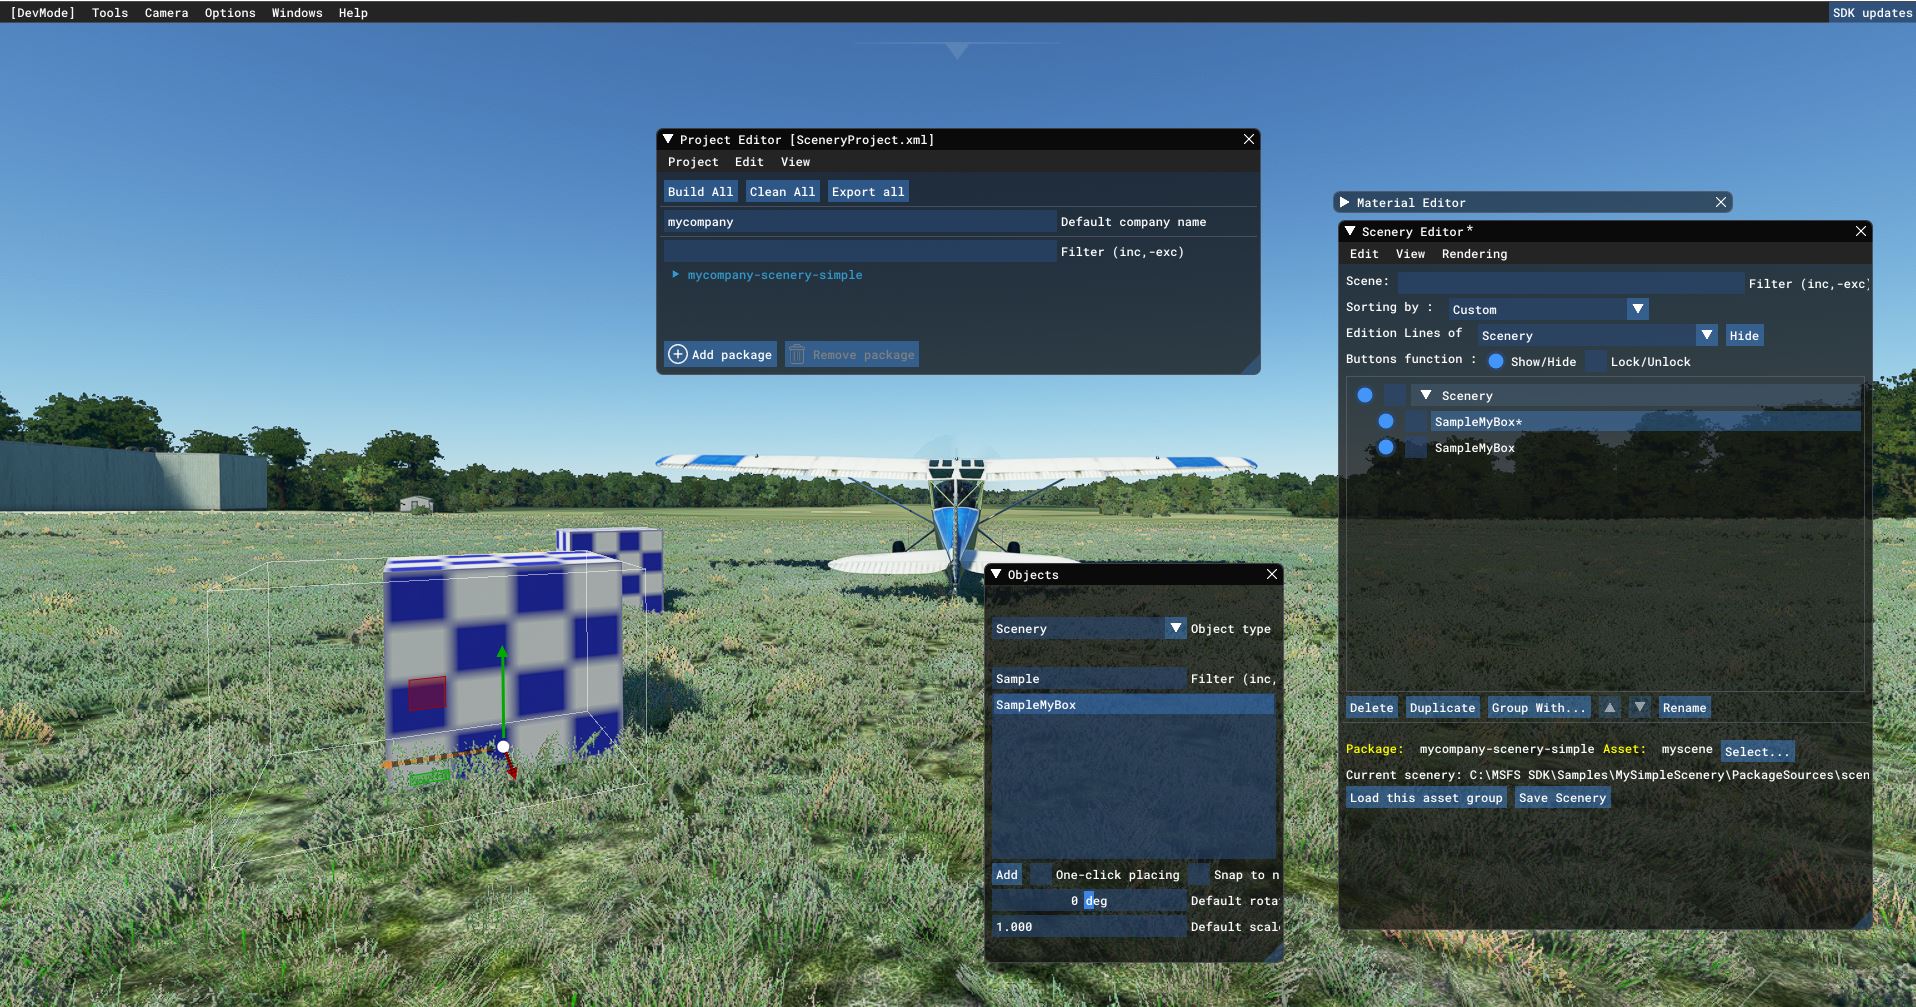 [DevMode] Tools Camera Options Windows Help SDK updates
Project Editor [SceneryProject.xml]
Project Edit View
Build All Clean All Export all
mycompany Default company name
Filter (inc,-exc)
mycompany-scenery-simple
Add package Remove package
Material Editor
Scenery Editor*
Edit View Rendering
Scene: Filter (inc,-exc)
Sorting by : Custom
Edition Lines of Scenery Hide
Buttons function : Show/Hide Lock/Unlock
Scenery
SampleMyBox*
SampleMyBox
Delete Duplicate Group With... Rename
Package: mycompany-scenery-simple Asset: myscene Select...
Current scenery: C:\MSFS SDK\Samples\MySimpleScenery\PackageSources\scen
Load this asset group Save Scenery
Objects
Scenery Object type
Sample Filter (inc,
SampleMyBox
Add One-click placing Snap to n
0 deg Default rota
1.000 Default scal